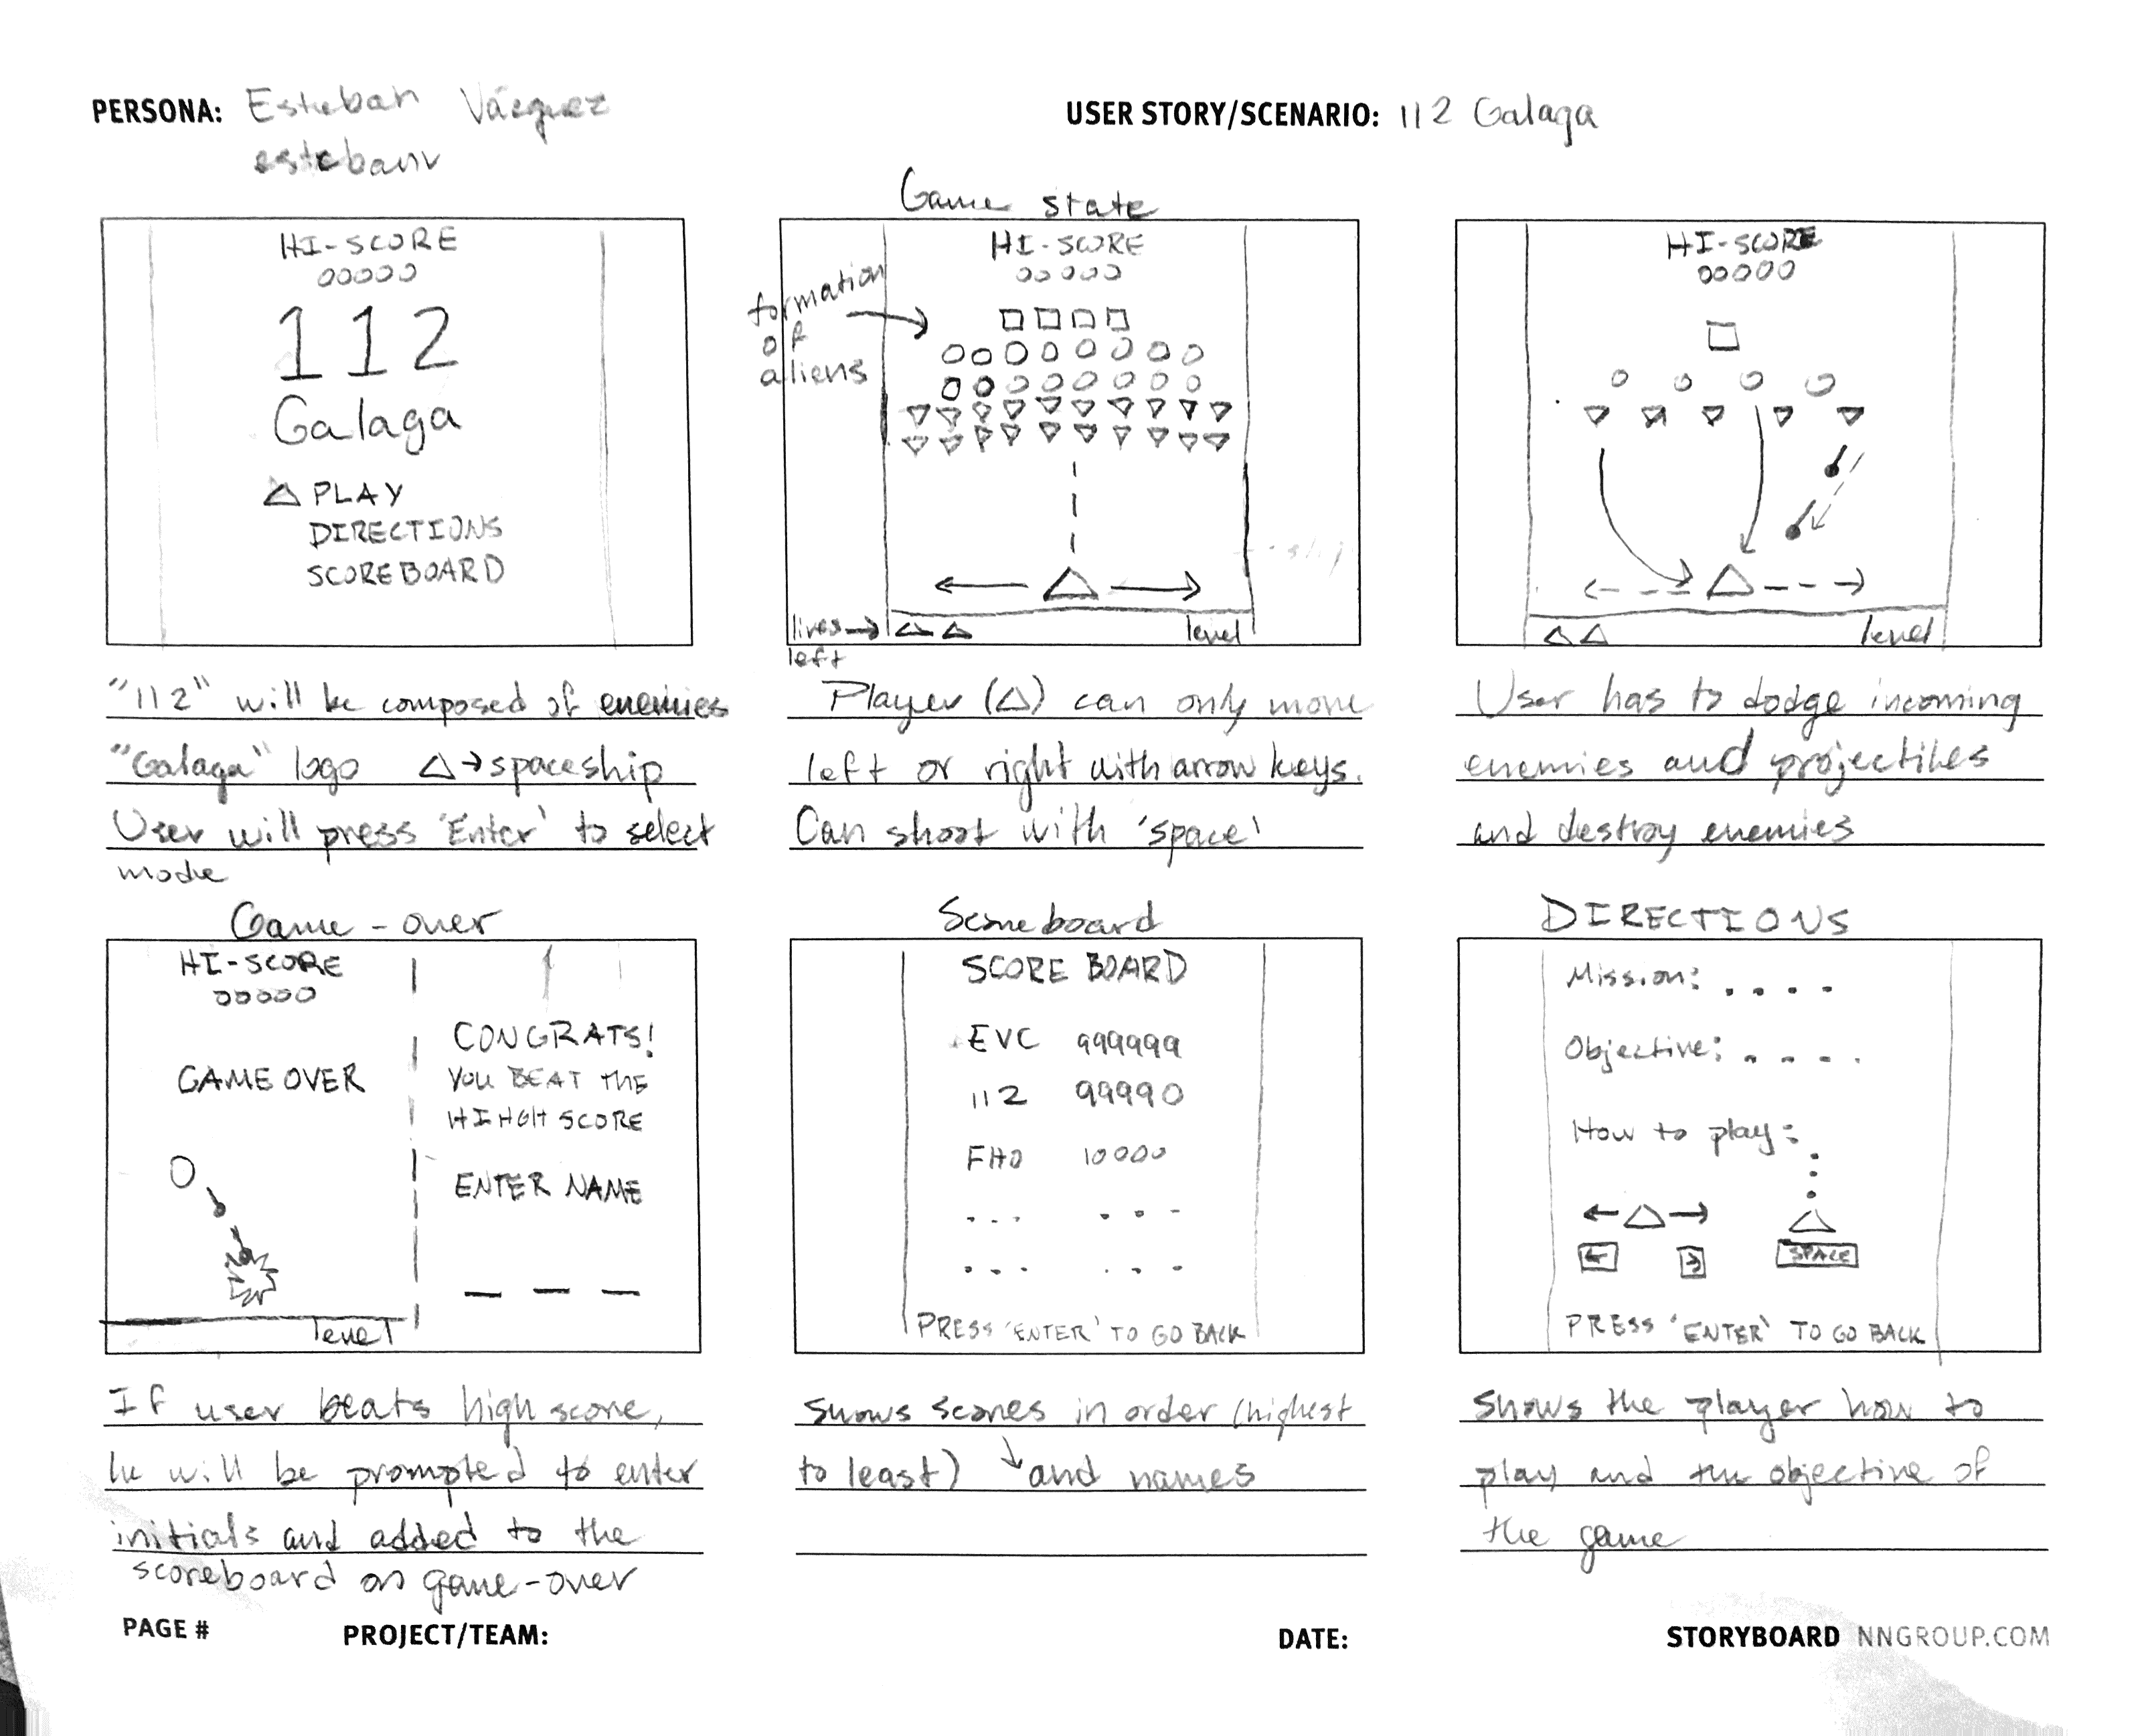 PERSONA: Esteban Vázquez
estebanv
USER STORY/SCENARIO: 112 Galaga
HI-SCORE
00000
112
Galaga
△ PLAY
DIRECTIONS
SCOREBOARD
"112" will be composed of enemies
"Galaga" logo △→spaceship
User will press 'Enter' to select
mode
Game state
HI-SCORE
00000
formation
of
aliens
lives→
left
level
Player (△) can only move
left or right with arrow keys.
Can shoot with 'space'
HI-SCORE
00000
level
User has to dodge incoming
enemies and projectiles
and destroy enemies
Game-over
HI-SCORE
00000
GAME OVER
level
CONGRATS!
YOU BEAT THE
HIHGH SCORE
ENTER NAME
_ _ _
If user beats high score,
he will be prompted to enter
initials and added to the
scoreboard on game-over
Scoreboard
SCORE BOARD
EVC 999999
112 99990
FHO 10000
... ...
... ...
PRESS 'ENTER' TO GO BACK
Shows scores in order (highest
to least) ↘and names
DIRECTIONS
Mission: ....
Objective: ....
How to play:
← △ →
← → SPACE
PRESS 'ENTER' TO GO BACK
Shows the player how to
play and the objective of
the game
PAGE # PROJECT/TEAM: DATE: STORYBOARD NNGROUP.COM